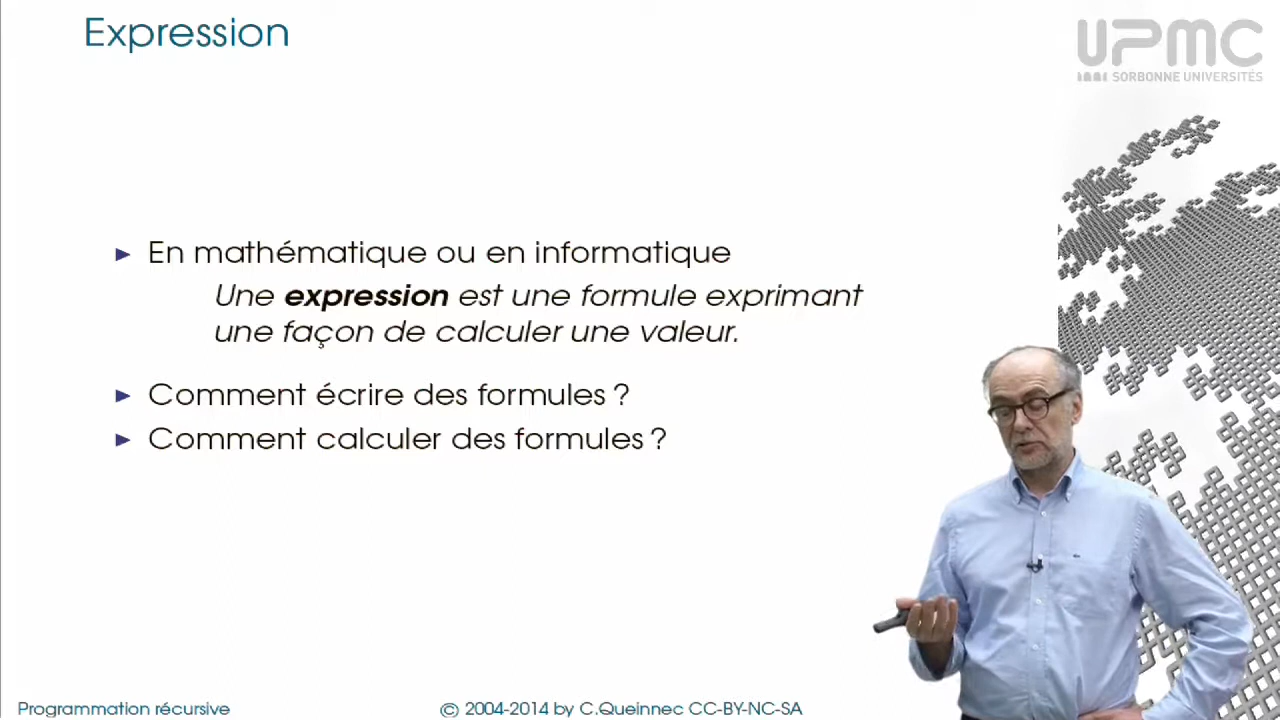 Expression
UPMC
SORBONNE UNIVERSITÉS
► En mathématique ou en informatique
Une expression est une formule exprimant
une façon de calculer une valeur.
► Comment écrire des formules ?
► Comment calculer des formules ?
Programmation récursive
© 2004-2014 by C.Queinnec CC-BY-NC-SA